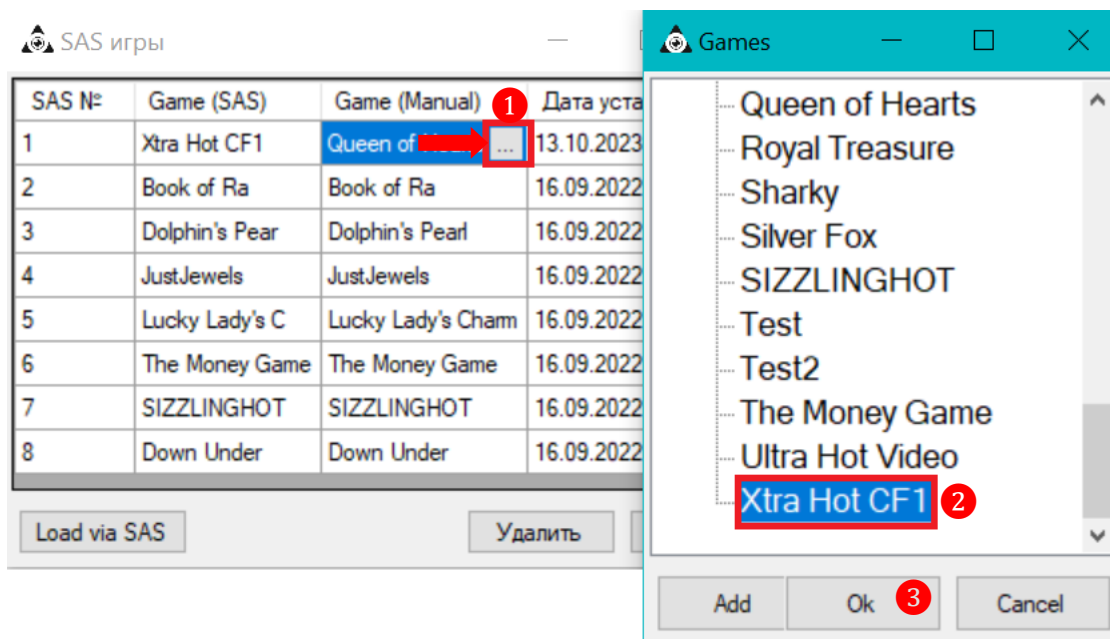 SAS игры
SAS № Game (SAS) Game (Manual) 1 Дата уста
1 Xtra Hot CF1 Queen of ... 13.10.2023
2 Book of Ra Book of Ra 16.09.2022
3 Dolphin's Pear Dolphin's Pearl 16.09.2022
4 JustJewels JustJewels 16.09.2022
5 Lucky Lady's C Lucky Lady's Charm 16.09.2022
6 The Money Game The Money Game 16.09.2022
7 SIZZLINGHOT SIZZLINGHOT 16.09.2022
8 Down Under Down Under 16.09.2022
Load via SAS Удалить
Games
Queen of Hearts
Royal Treasure
Sharky
Silver Fox
SIZZLINGHOT
Test
Test2
The Money Game
Ultra Hot Video
Xtra Hot CF1 2
Add Ok 3 Cancel